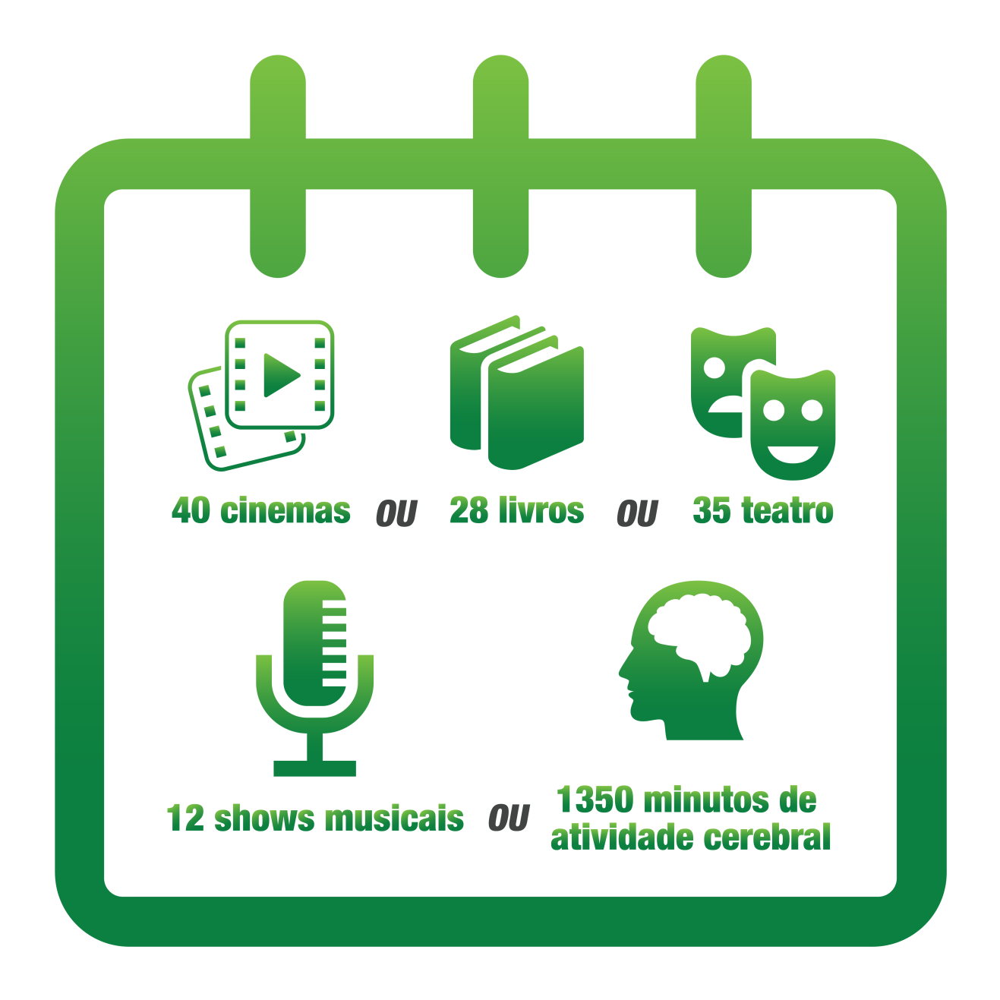 40 cinemas OU 28 livros OU 35 teatro
12 shows musicais OU 1350 minutos de
atividade cerebral